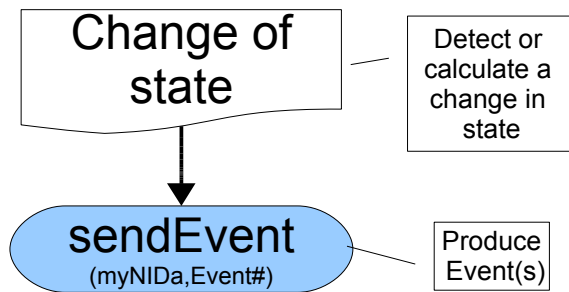 Change of
state
Detect or
calculate a
change in
state
sendEvent
(myNIDa,Event#)
Produce
Event(s)